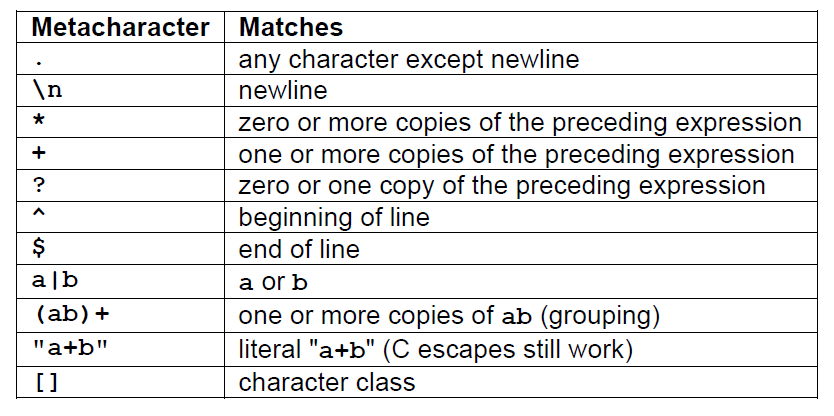 Metacharacter Matches
. any character except newline
\n newline
* zero or more copies of the preceding expression
+ one or more copies of the preceding expression
? zero or one copy of the preceding expression
^ beginning of line
$ end of line
a|b a or b
(ab)+ one or more copies of ab (grouping)
"a+b" literal "a+b" (C escapes still work)
[] character class